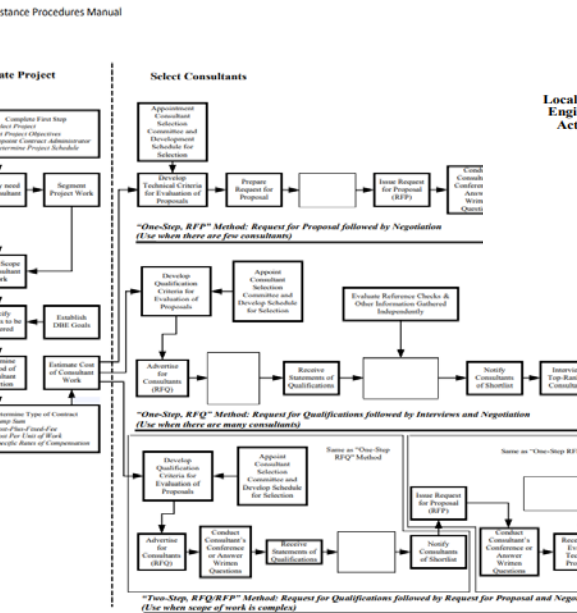 stance Procedures Manual
ate Project
Select Consultants
Local
Engi
Act
Complete First Step
lect Project
t Project Objectives
point Contract Administrator
etermine Project Schedule
Appointment
Consultant
Selection
Committee and
Development
Schedule for
Selection
y need
sultant
Segment
Project Work
Develop
Technical Criteria
for Evaluation of
Proposals
Prepare
Request for
Proposal
Issue Request
for Proposal
(RFP)
Cond
Consult
Conferen
Answ
Writt
Questi
"One-Step, RFP" Method: Request for Proposal followed by Negotiation
(Use when there are few consultants)
Scope
sultant
rk
Develop
Qualification
Criteria for
Evaluation of
Proposals
Appoint
Consultant
Selection
Committee and
Develop Schedule
for Selection
Evaluate Reference Checks &
Other Information Gathered
Independently
ify
s to be
ered
Establish
DBE Goals
mine
od of
ltant
tion
Estimate Cost
of Consultant
Work
Advertise
for
Consultants
(RFQ)
Receive
Statements of
Qualifications
Notify
Consultants
of Shortlist
Intervie
Top-Ran
Consulta
etermine Type of Contract
ump Sum
ost-Plus-Fixed-Fee
ost Per Unit of Work
pecific Rates of Compensation
"One-Step, RFQ" Method: Request for Qualifications followed by Interviews and Negotiation
(Use when there are many consultants)
Develop
Qualification
Criteria for
Evaluation of
Proposals
Appoint
Consultant
Selection
Committee and
Develop Schedule
for Selection
Same as "One-Step
RFQ" Method
Same as "One-Step RF
Issue Request
for Proposal
(RFP)
Advertise
for
Consultants
(RFQ)
Conduct
Consultant's
Conference or
Answer
Written
Questions
Receive
Statements of
Qualifications
Notify
Consultants
of Shortlist
Conduct
Consultant's
Conference or
Answer
Written
Questions
Rece
Ev
Tec
Pro
"Two-Step, RFQ/RFP" Method: Request for Qualifications followed by Request for Proposal and Nego
(Use when scope of work is complex)